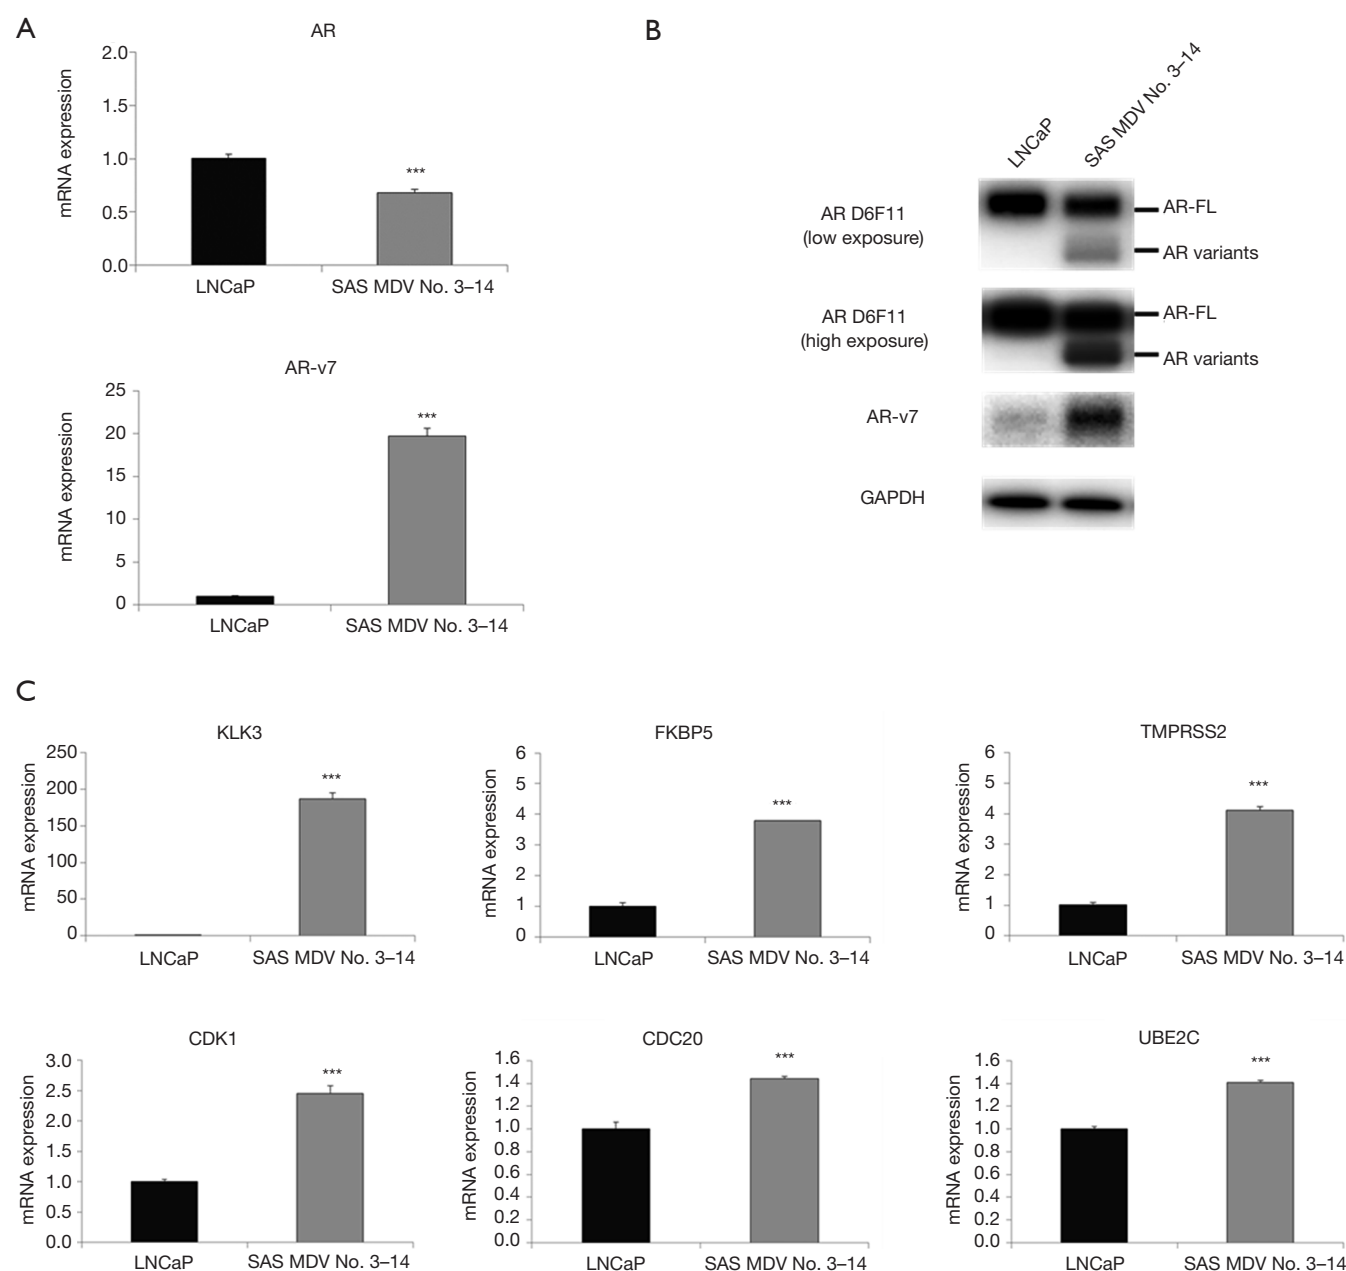 A
AR
mRNA expression
2.0
1.5
1.0
0.5
0.0
***
LNCaP
SAS MDV No. 3–14
AR-v7
mRNA expression
25
20
15
10
5
0
***
LNCaP
SAS MDV No. 3–14
B
LNCaP
SAS MDV No. 3–14
AR D6F11
(low exposure)
AR-FL
AR variants
AR D6F11
(high exposure)
AR-FL
AR variants
AR-v7
GAPDH
C
KLK3
mRNA expression
250
200
150
100
50
0
***
LNCaP
SAS MDV No. 3–14
FKBP5
mRNA expression
6
5
4
3
2
1
0
***
LNCaP
SAS MDV No. 3–14
TMPRSS2
mRNA expression
6
5
4
3
2
1
0
***
LNCaP
SAS MDV No. 3–14
CDK1
mRNA expression
3.0
2.5
2.0
1.5
1.0
0.5
0.0
***
LNCaP
SAS MDV No. 3–14
CDC20
mRNA expression
1.6
1.4
1.2
1.0
0.8
0.6
0.4
0.2
0.0
***
LNCaP
SAS MDV No. 3–14
UBE2C
mRNA expression
1.6
1.4
1.2
1.0
0.8
0.6
0.4
0.2
0.0
***
LNCaP
SAS MDV No. 3–14